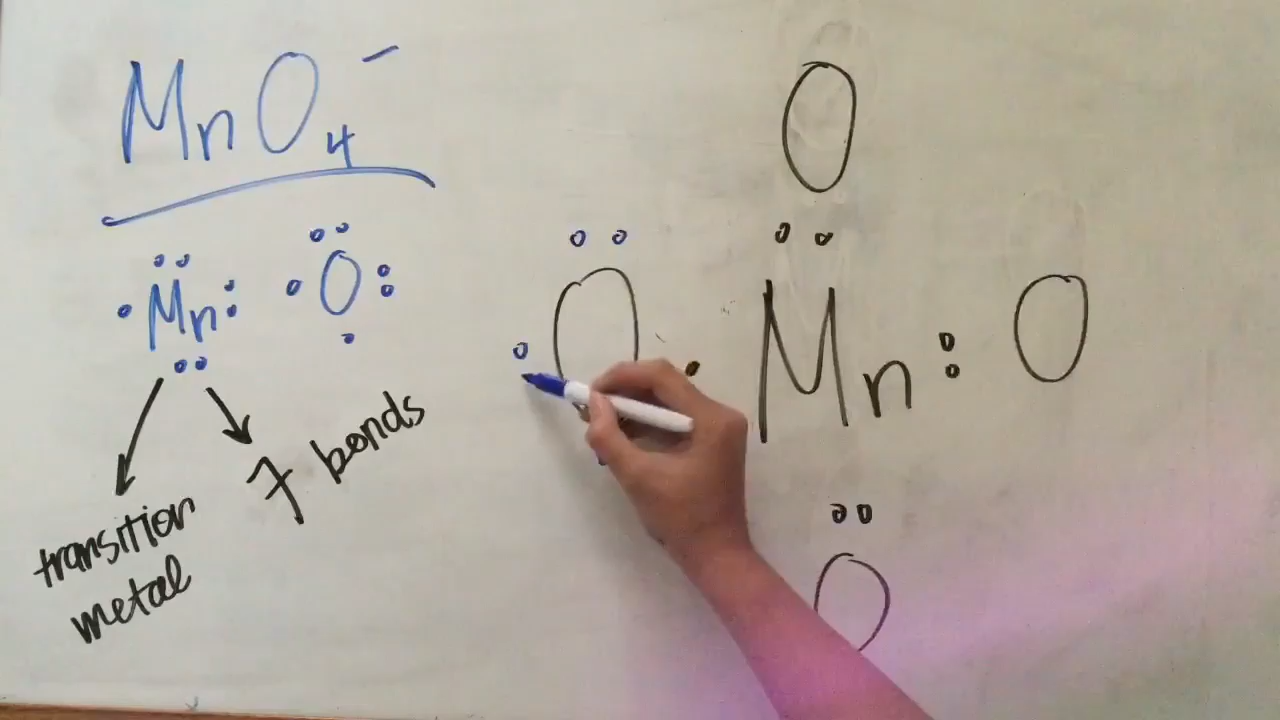 MnO4-
Mn O
7 bonds
transition
metal
O
O Mn O
O